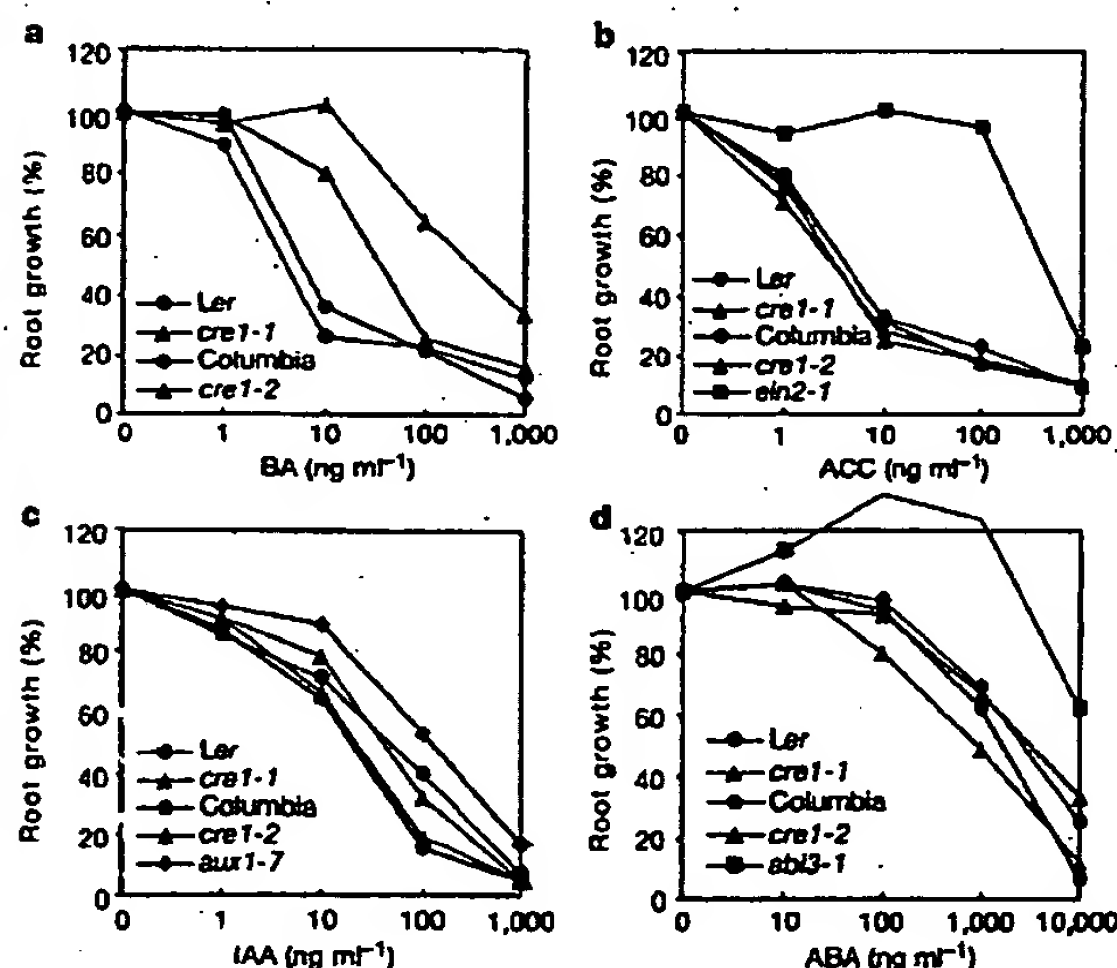 a
120
100
80
60
40
20
0
Root growth (%)
Ler
cre1-1
Columbia
cre1-2
0 1 10 100 1,000
BA (ng ml⁻¹)
b
120
100
80
60
40
20
0
Root growth (%)
Ler
cre1-1
Columbia
cre1-2
ein2-1
0 1 10 100 1,000
ACC (ng ml⁻¹)
c
120
100
80
60
40
20
0
Root growth (%)
Ler
cre1-1
Columbia
cre1-2
aux1-7
0 1 10 100 1,000
IAA (ng ml⁻¹)
d
120
100
80
60
40
20
0
Root growth (%)
Ler
cre1-1
Columbia
cre1-2
abi3-1
0 10 100 1,000 10,000
ABA (ng ml⁻¹)